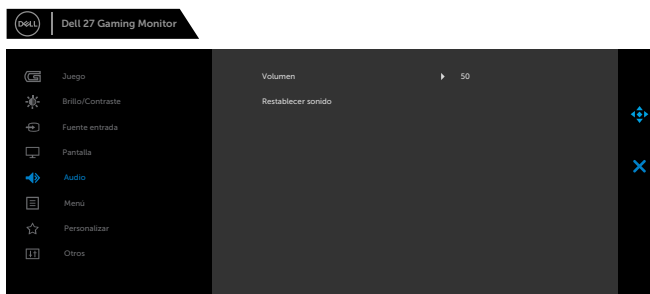 DELL
Dell 27 Gaming Monitor
Juego
Volumen 50
Brillo/Contraste
Restablecer sonido
Fuente entrada
Pantalla
Audio
Menú
Personalizar
Otros